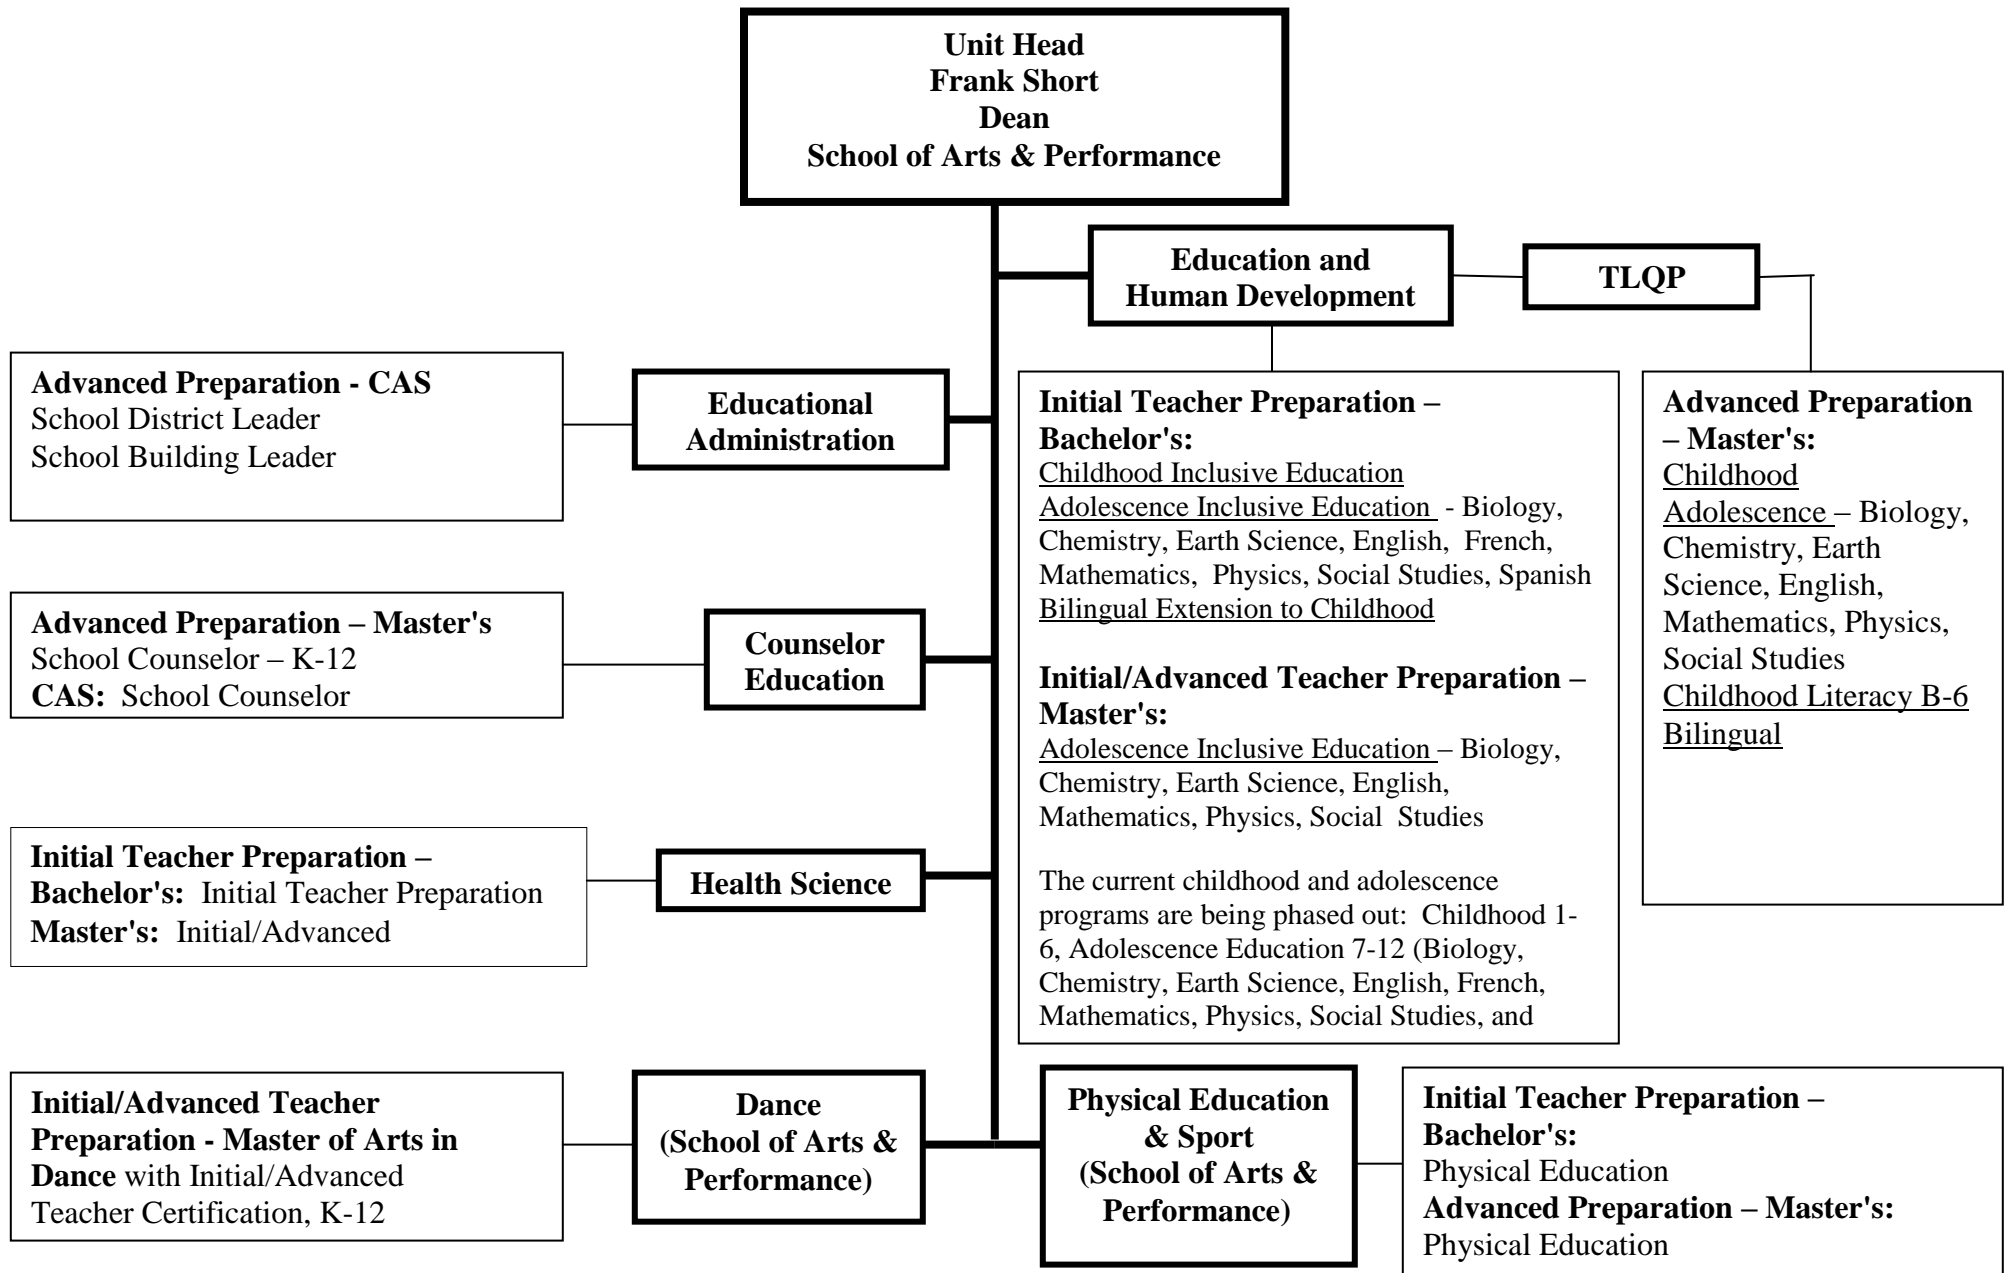 Unit Head
Frank Short
Dean
School of Arts & Performance
Education and
Human Development
TLQP
Advanced Preparation - CAS
School District Leader
School Building Leader
Educational
Administration
Initial Teacher Preparation –
Bachelor's:
Childhood Inclusive Education
Adolescence Inclusive Education - Biology,
Chemistry, Earth Science, English, French,
Mathematics, Physics, Social Studies, Spanish
Bilingual Extension to Childhood
Initial/Advanced Teacher Preparation –
Master's:
Adolescence Inclusive Education – Biology,
Chemistry, Earth Science, English,
Mathematics, Physics, Social Studies
The current childhood and adolescence
programs are being phased out: Childhood 1-
6, Adolescence Education 7-12 (Biology,
Chemistry, Earth Science, English, French,
Mathematics, Physics, Social Studies, and
Advanced Preparation
– Master's:
Childhood
Adolescence – Biology,
Chemistry, Earth
Science, English,
Mathematics, Physics,
Social Studies
Childhood Literacy B-6
Bilingual
Advanced Preparation – Master's
School Counselor – K-12
CAS: School Counselor
Counselor
Education
Initial Teacher Preparation –
Bachelor's: Initial Teacher Preparation
Master's: Initial/Advanced
Health Science
Initial/Advanced Teacher
Preparation - Master of Arts in
Dance with Initial/Advanced
Teacher Certification, K-12
Dance
(School of Arts &
Performance)
Physical Education
& Sport
(School of Arts &
Performance)
Initial Teacher Preparation –
Bachelor's:
Physical Education
Advanced Preparation – Master's:
Physical Education